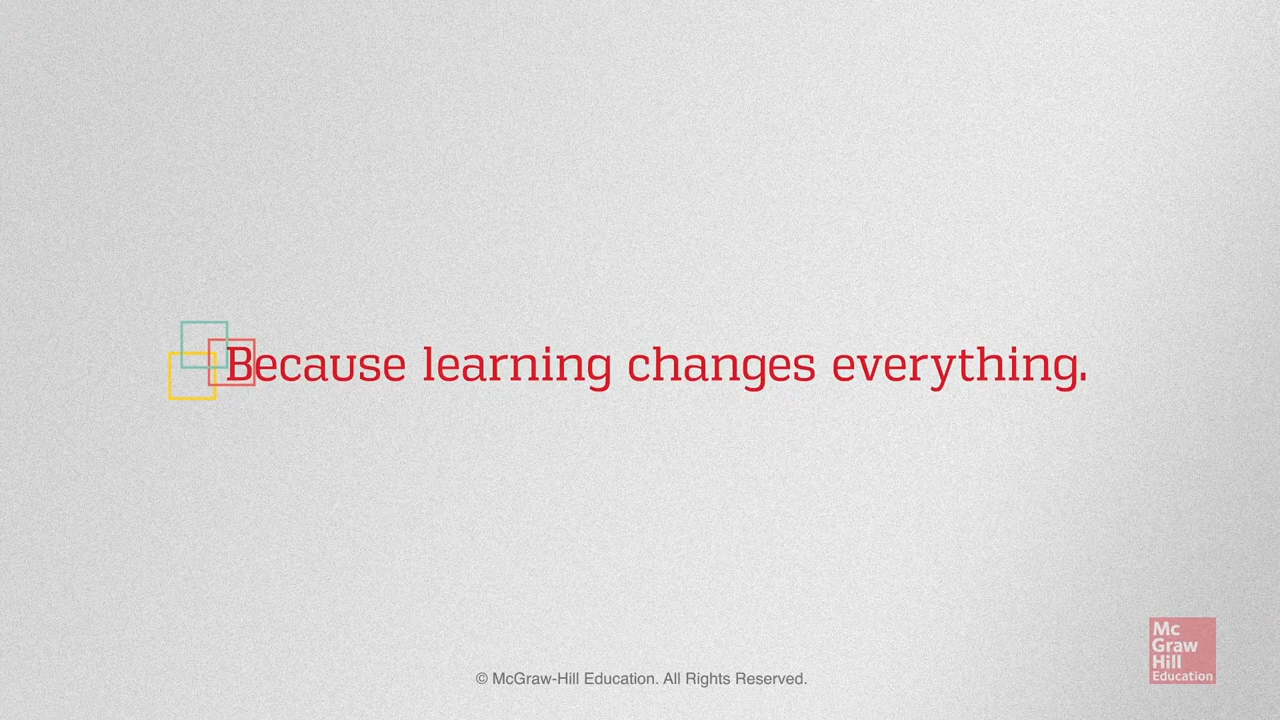 Because learning changes everything.
Mc
Graw
Hill
Education
© McGraw-Hill Education. All Rights Reserved.